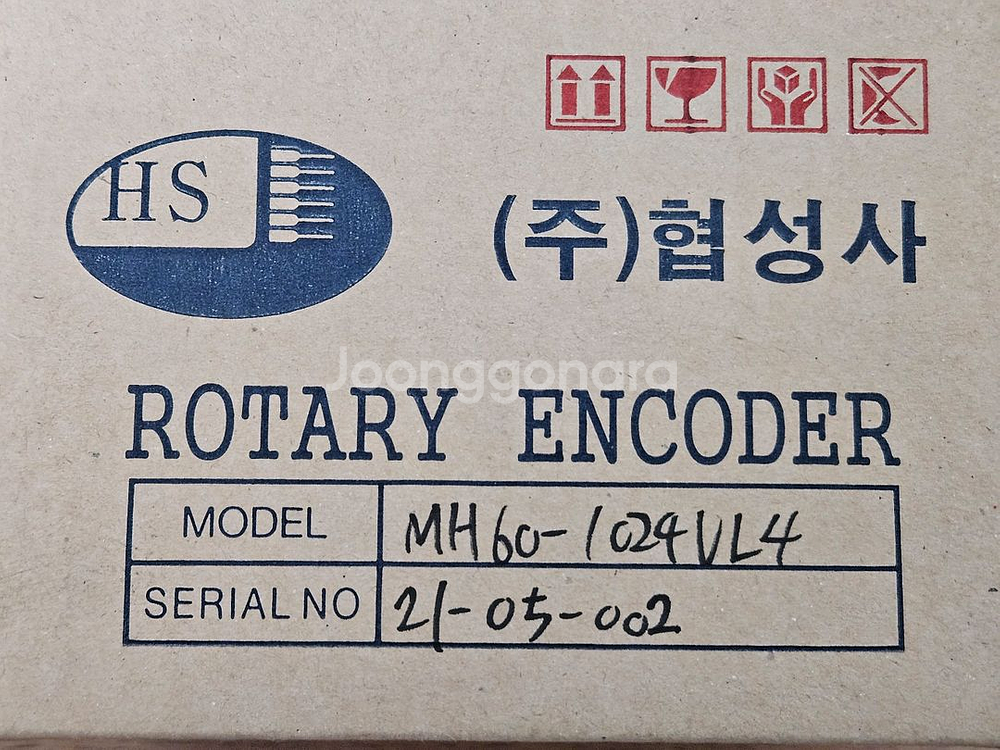 HS
(주)협성사
Joonggonara
ROTARY ENCODER
MODEL MH60-1024VL4
SERIAL NO 21-05-002